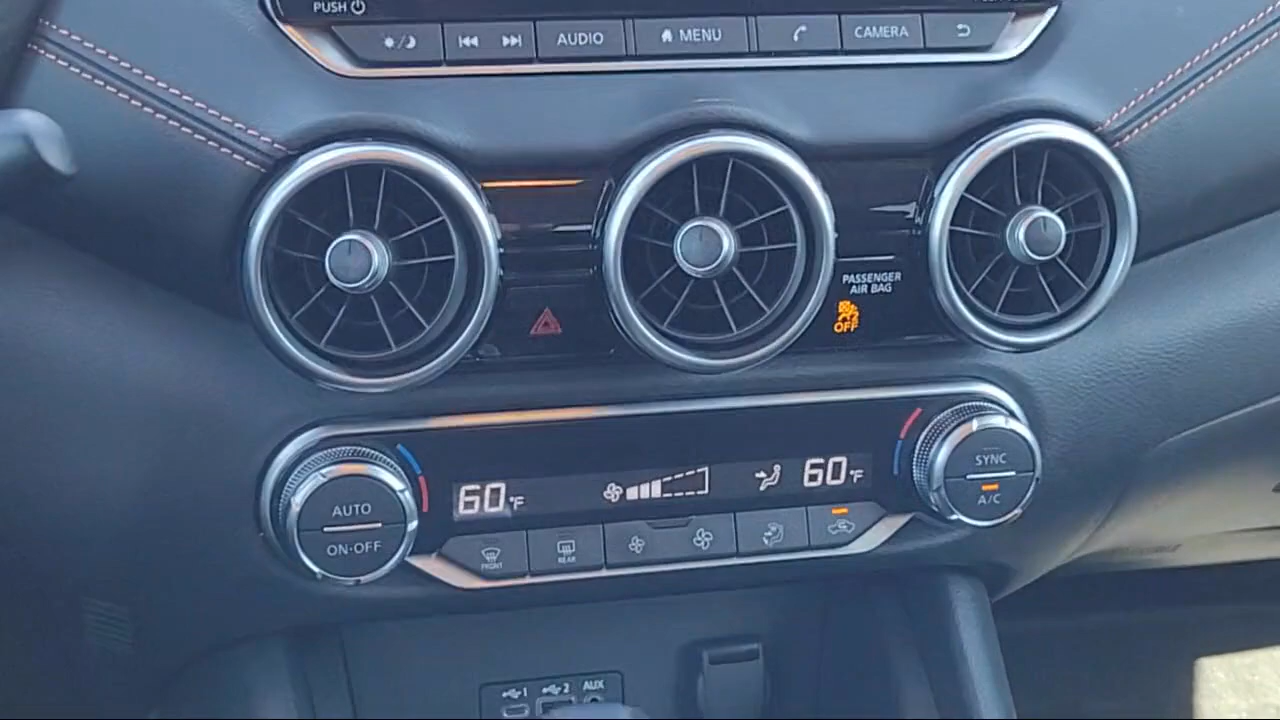 PUSH
AUDIO
MENU
CAMERA
PASSENGER
AIR BAG
OFF
60°F
60°F
AUTO
ON·OFF
SYNC
A/C
FRONT
REAR
1
2
AUX